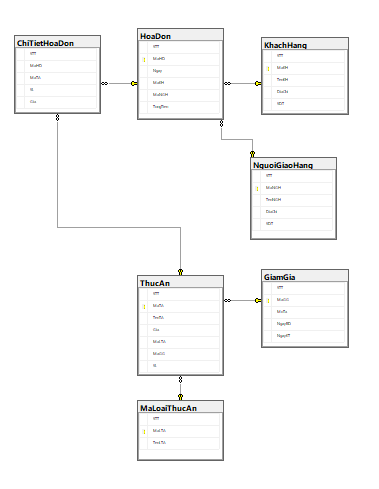 ChiTietHoaDon
STT
MaHD
MaTA
SL
Gia
HoaDon
STT
MaHD
Ngay
MaKH
MaNGH
TongTien
KhachHang
STT
MaKH
TenKH
DiaChi
SDT
NguoiGiaoHang
STT
MaNGH
TenNGH
DiaChi
SDT
ThucAn
STT
MaTA
TenTA
Gia
MaLTA
MaGG
SL
GiamGia
STT
MaGG
MoTa
NgayBD
NgayKT
MaLoaiThucAn
STT
MaLTA
TenLTA